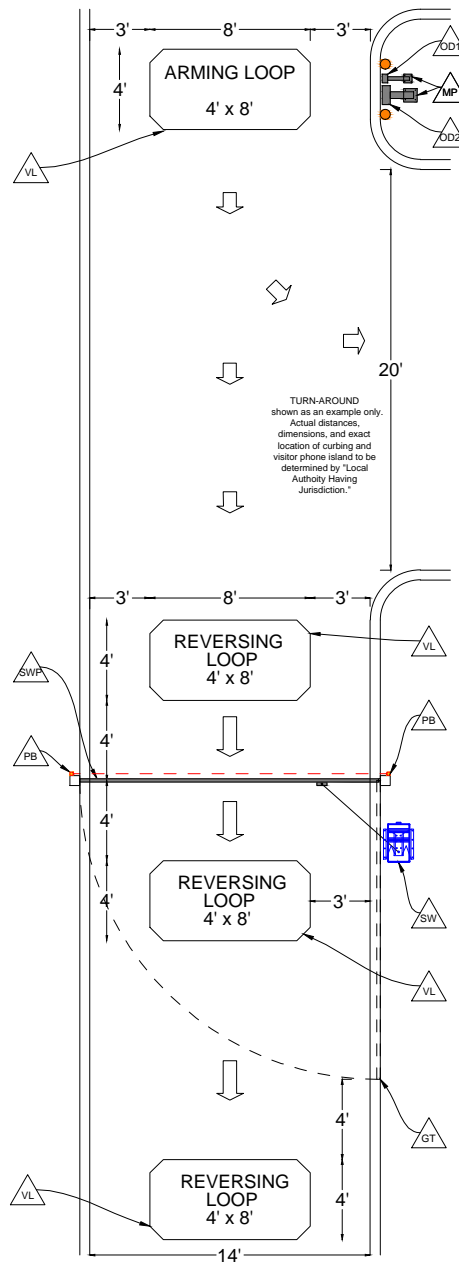 3'
8'
3'
OD1
ARMING LOOP
4'
4' x 8'
MP
OD2
VL
20'
TURN-AROUND
shown as an example only.
Actual distances,
dimensions, and exact
location of curbing and
visitor phone island to be
determined by "Local
Authoity Having
Jurisdiction."
3'
8'
3'
REVERSING
LOOP
4' x 8'
4'
VL
SWP
4'
PB
PB
4'
REVERSING
LOOP
4' x 8'
4'
3'
SW
VL
4'
GT
REVERSING
LOOP
4' x 8'
4'
VL
14'